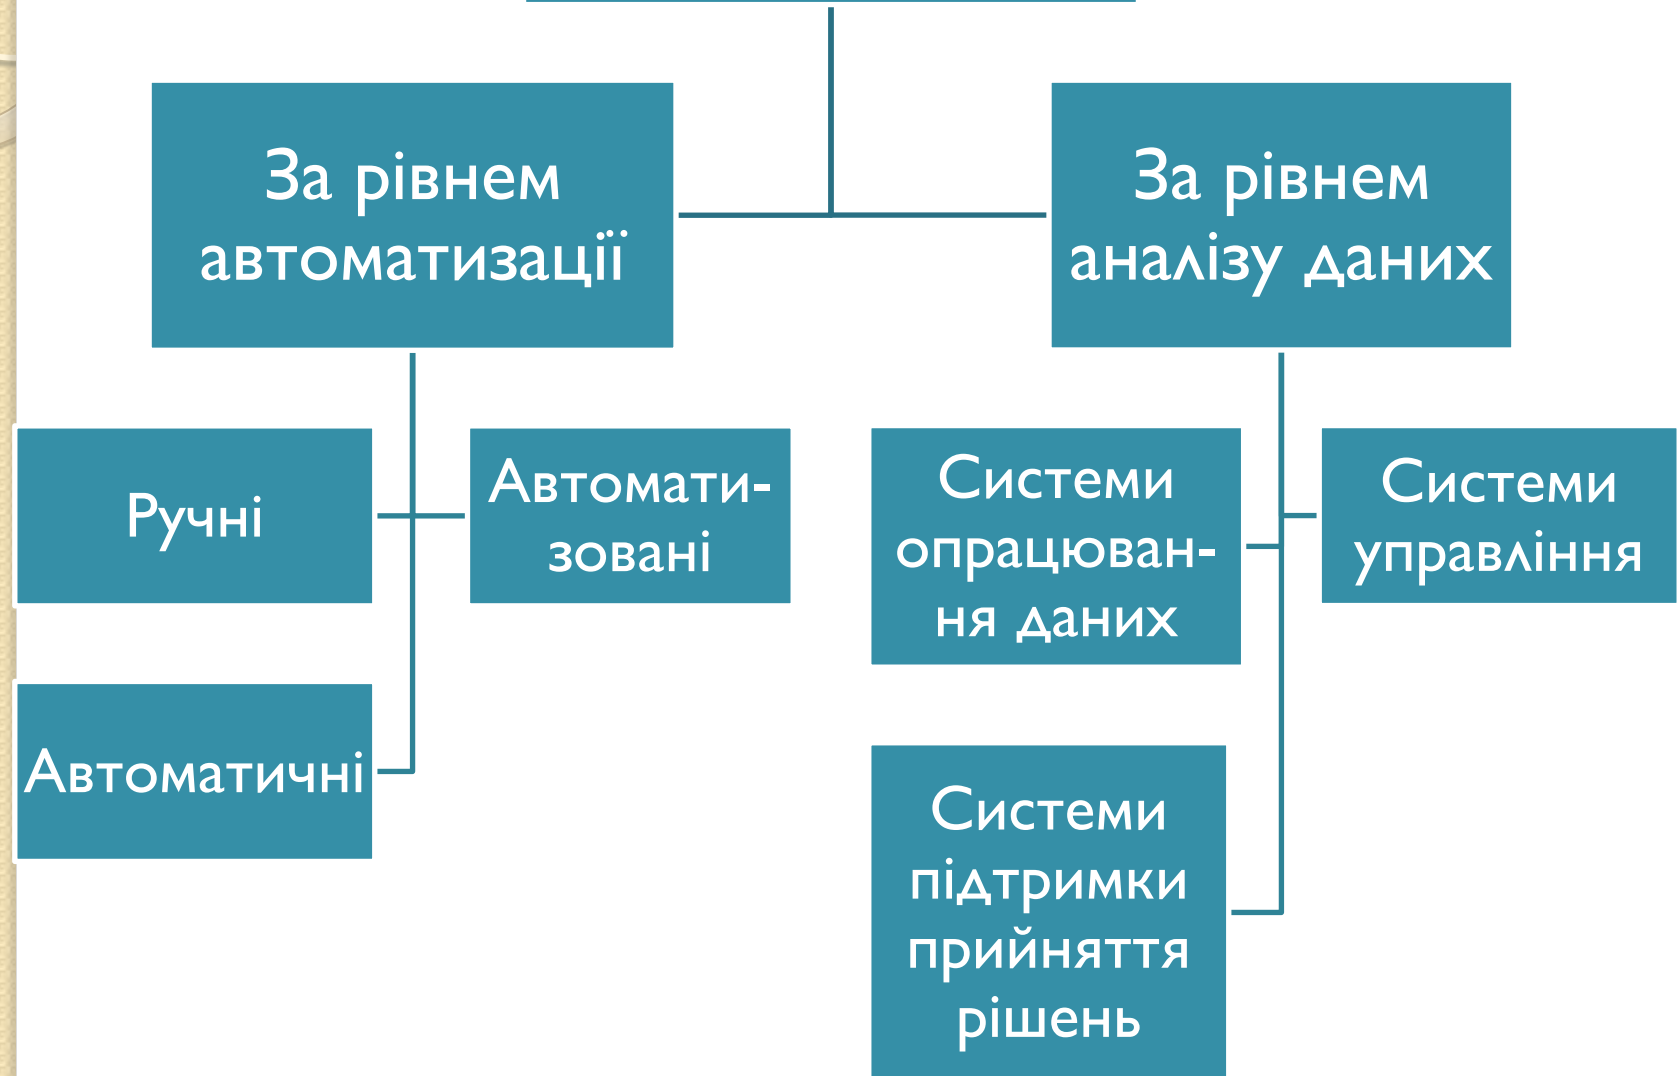 За рівнем
автоматизації
За рівнем
аналізу даних
Ручні
Автомати-
зовані
Автоматичні
Системи
опрацюван-
ня даних
Системи
управління
Системи
підтримки
прийняття
рішень